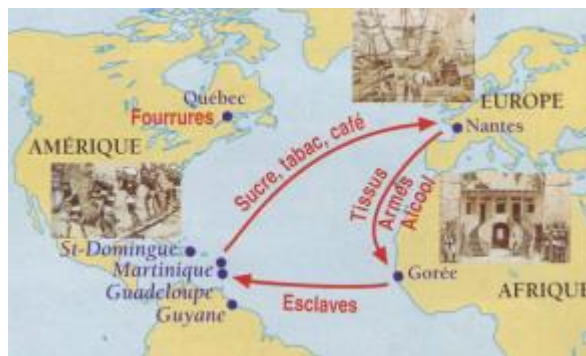 Québec
Fourrures
EUROPE
Nantes
AMÉRIQUE
Sucre, tabac, café
Tissus
Armes
Alcool
St-Domingue
Martinique
Guadeloupe
Guyane
Esclaves
Gorée
AFRIQUE